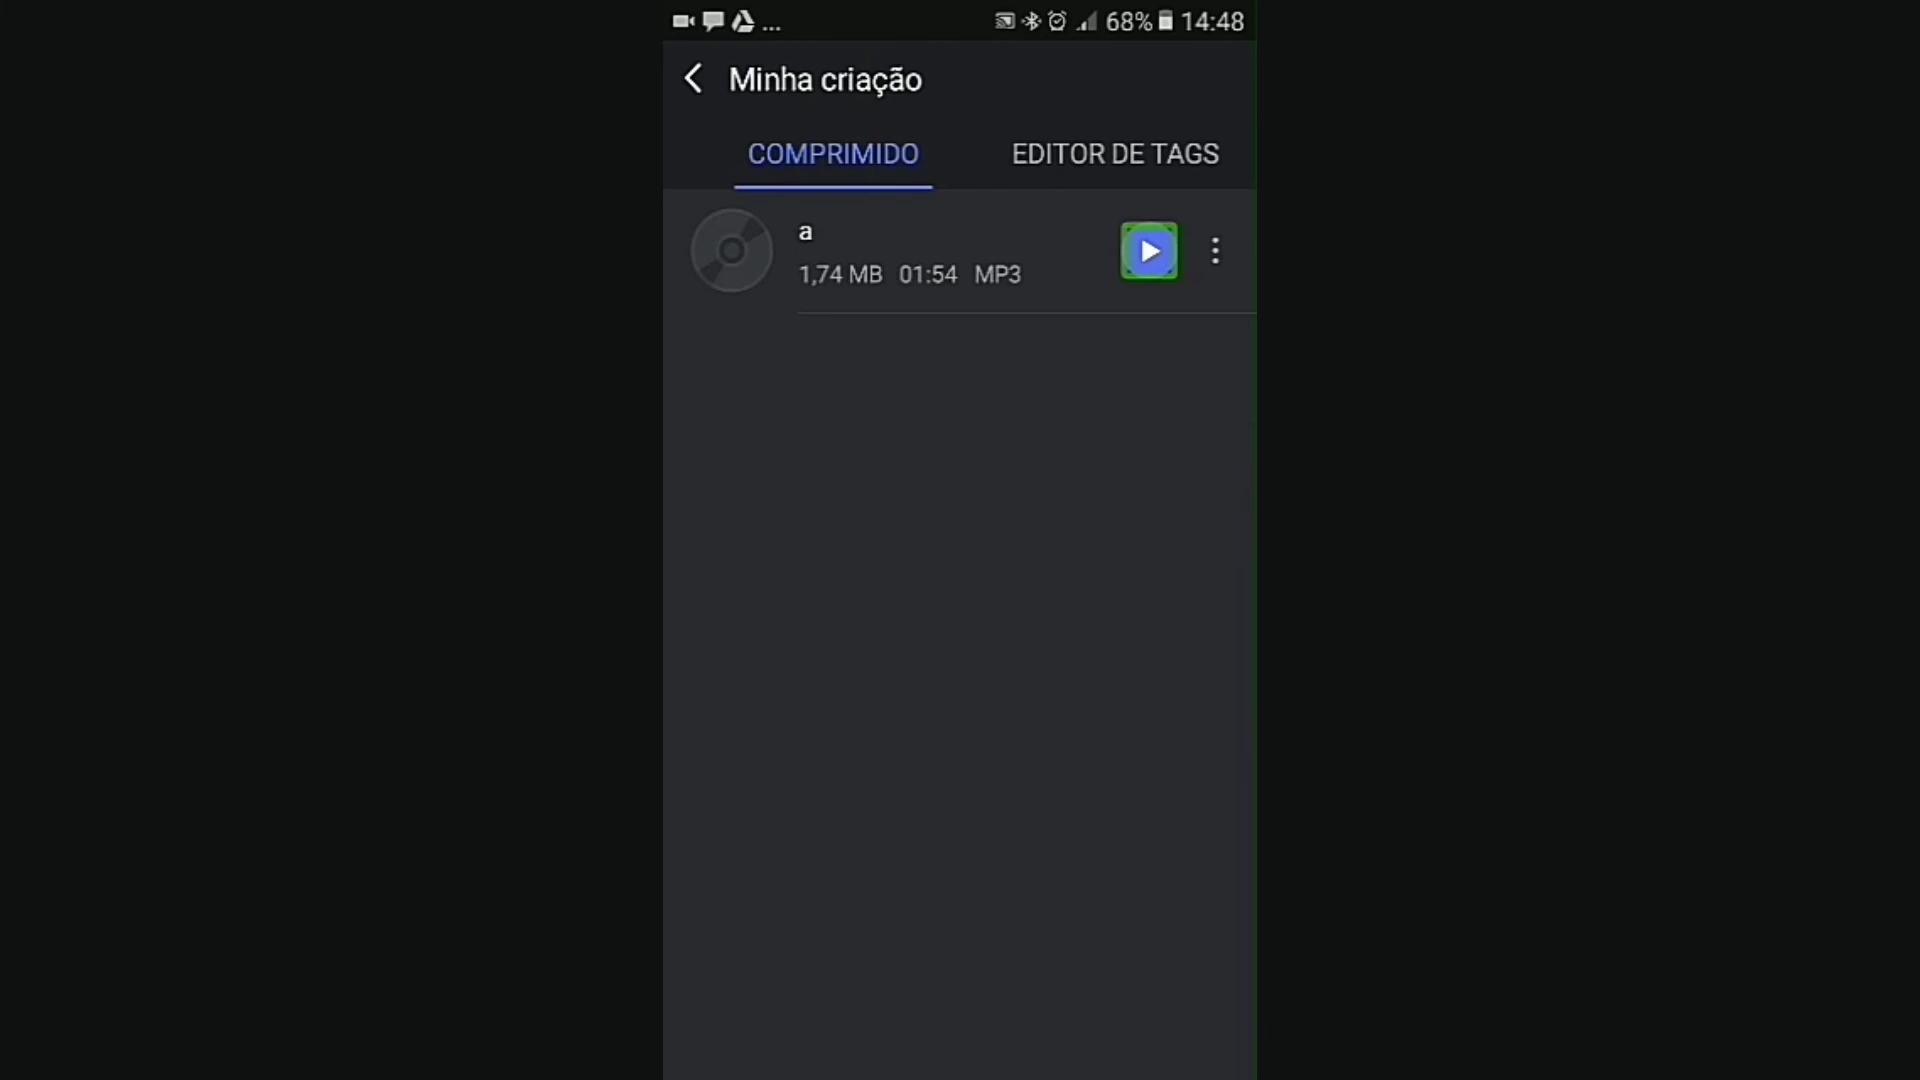 ... 68% 14:48
Minha criação
COMPRIMIDO EDITOR DE TAGS
a
1,74 MB 01:54 MP3